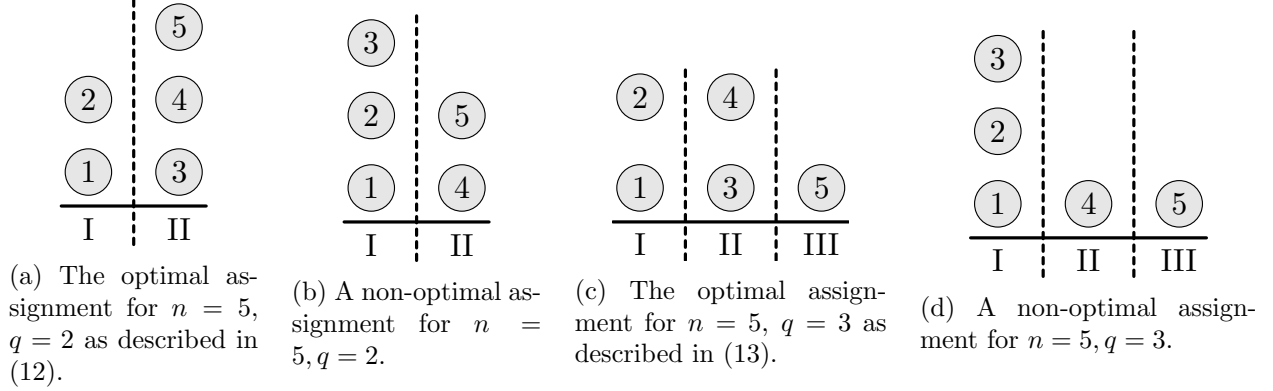 5
2 4
1 3
I II
(a) The optimal as-
signment for n = 5,
q = 2 as described in
(12).
3
2 5
1 4
I II
(b) A non-optimal as-
signment for n =
5, q = 2.
2 4
1 3 5
I II III
(c) The optimal assign-
ment for n = 5, q = 3 as
described in (13).
3
2
1 4 5
I II III
(d) A non-optimal assign-
ment for n = 5, q = 3.